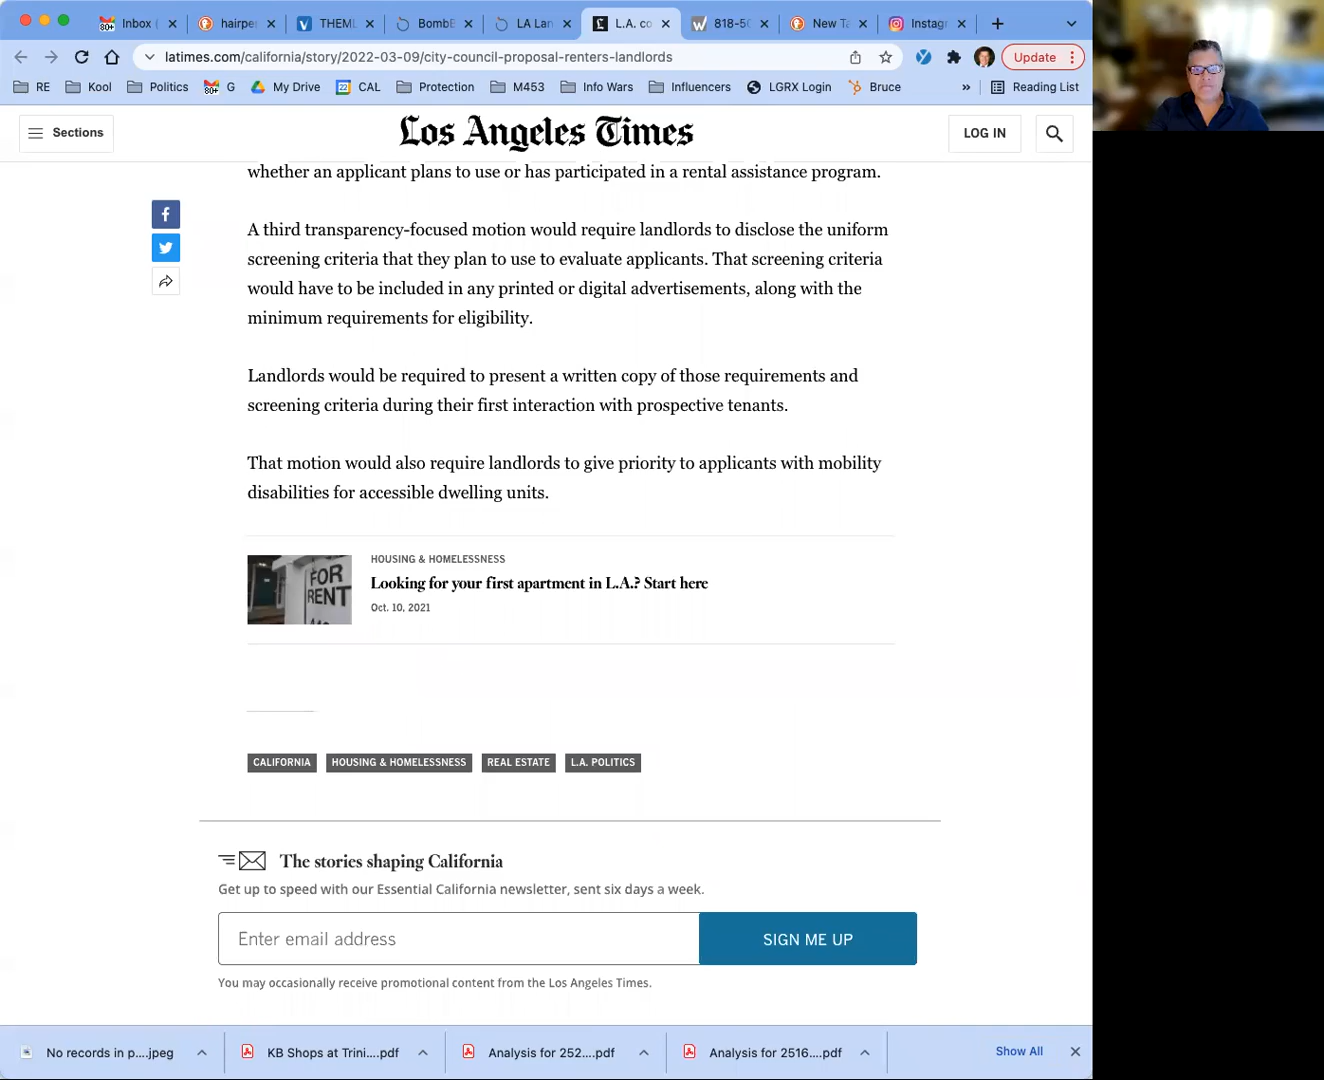 Inbox (
hairpe
THEML
BombB
LA Lan
L.A. co
818-50
New Ta
Instagr
latimes.com/california/story/2022-03-09/city-council-proposal-renters-landlords
Update
RE
Kool
Politics
G
My Drive
CAL
Protection
M453
Info Wars
Influencers
LGRX Login
Bruce
»
Reading List
Sections
Los Angeles Times
LOG IN
whether an applicant plans to use or has participated in a rental assistance program.
A third transparency-focused motion would require landlords to disclose the uniform
screening criteria that they plan to use to evaluate applicants. That screening criteria
would have to be included in any printed or digital advertisements, along with the
minimum requirements for eligibility.
Landlords would be required to present a written copy of those requirements and
screening criteria during their first interaction with prospective tenants.
That motion would also require landlords to give priority to applicants with mobility
disabilities for accessible dwelling units.
FOR
RENT
HOUSING & HOMELESSNESS
Looking for your first apartment in L.A.? Start here
Oct. 10, 2021
CALIFORNIA
HOUSING & HOMELESSNESS
REAL ESTATE
L.A. POLITICS
The stories shaping California
Get up to speed with our Essential California newsletter, sent six days a week.
Enter email address
SIGN ME UP
You may occasionally receive promotional content from the Los Angeles Times.
No records in p....jpeg
KB Shops at Trini....pdf
Analysis for 252....pdf
Analysis for 2516....pdf
Show All